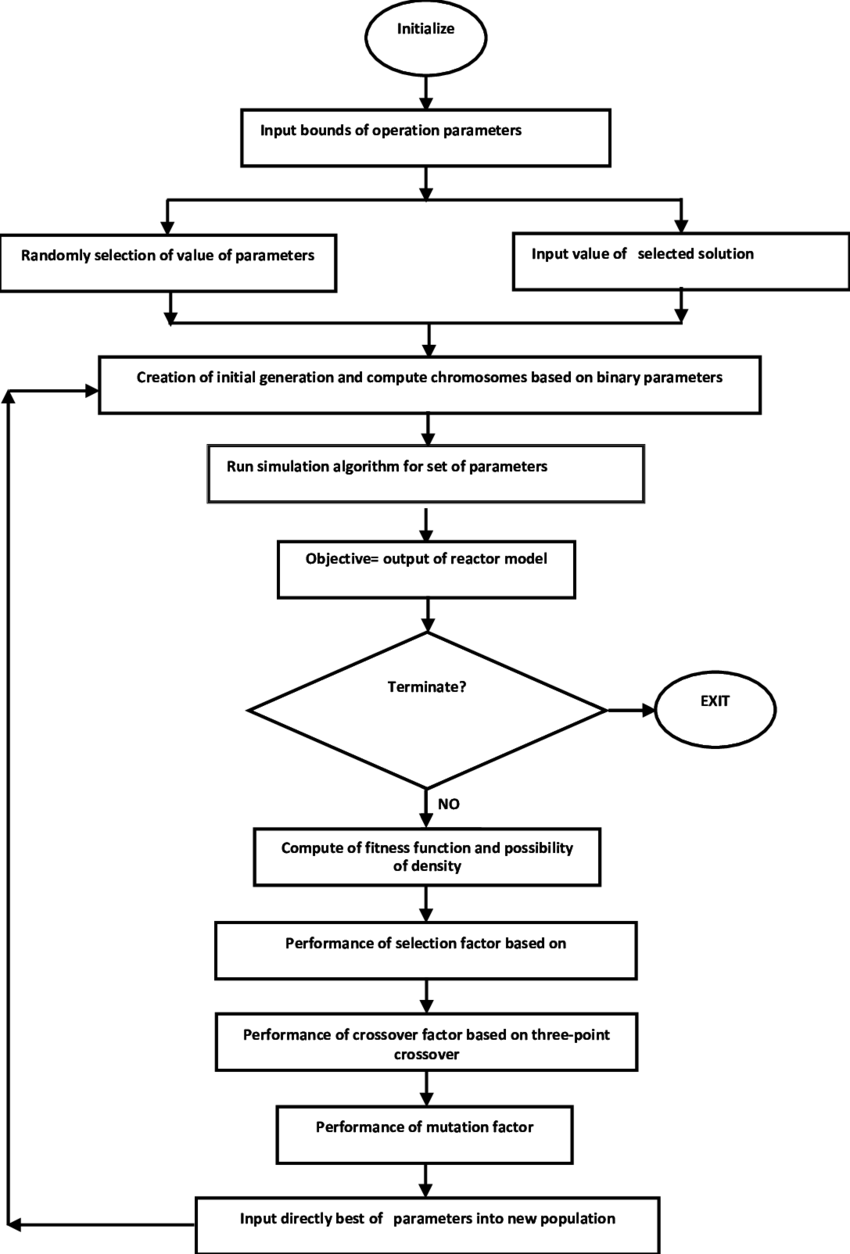 Initialize
Input bounds of operation parameters
Randomly selection of value of parameters
Input value of selected solution
Creation of initial generation and compute chromosomes based on binary parameters
Run simulation algorithm for set of parameters
Objective= output of reactor model
Terminate?
EXIT
NO
Compute of fitness function and possibility
of density
Performance of selection factor based on
Performance of crossover factor based on three-point
crossover
Performance of mutation factor
Input directly best of parameters into new population